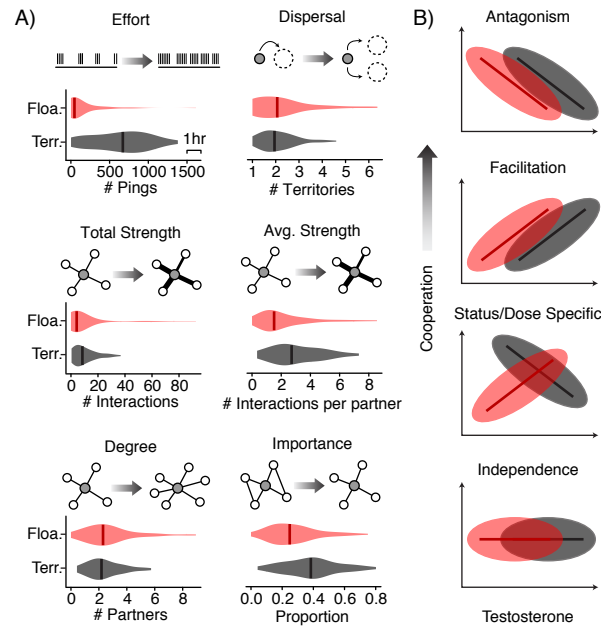 A)
Effort
Dispersal
Floa.
Terr.
1hr
0 500 1000 1500
# Pings
1 2 3 4 5 6
# Territories
Total Strength
Avg. Strength
Floa.
Terr.
0 20 40 60 80
# Interactions
0 2 4 6 8
# Interactions per partner
Degree
Importance
Floa.
Terr.
0 2 4 6 8
# Partners
0.0 0.2 0.4 0.6 0.8
Proportion
B)
Antagonism
Facilitation
Cooperation
Status/Dose Specific
Independence
Testosterone